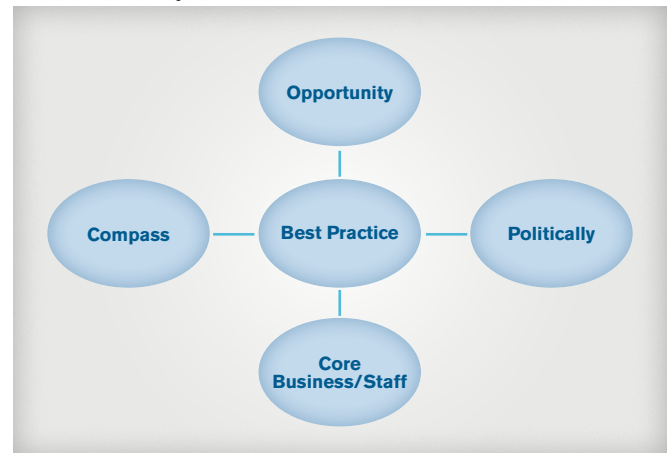 Opportunity
Compass
Best Practice
Politically
Core
Business/Staff